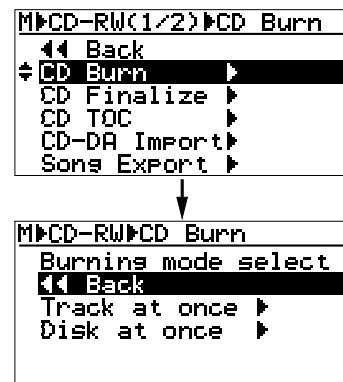 M▶CD-RW(1/2)▶CD Burn
◀◀ Back
CD Burn ▶
CD Finalize ▶
CD TOC ▶
CD-DA Import▶
Song Export ▶
M▶CD-RW▶CD Burn
Burning mode select
◀◀ Back
Track at once ▶
Disk at once ▶